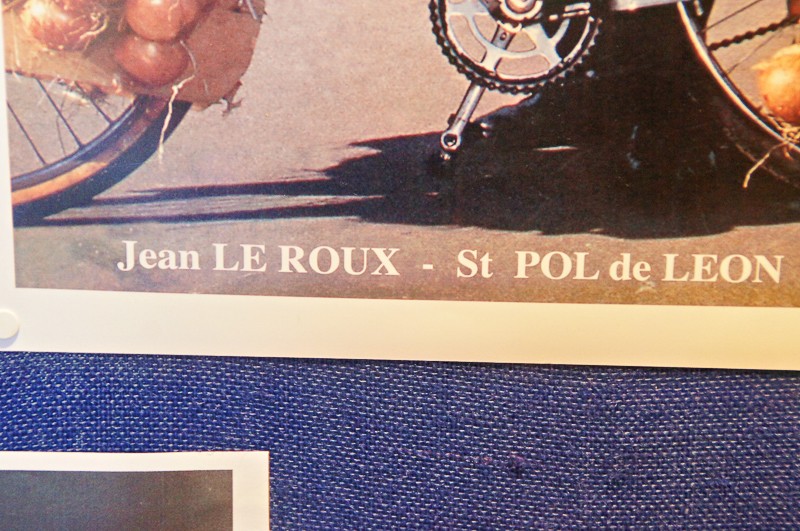 Jean LE ROUX - St POL de LEON